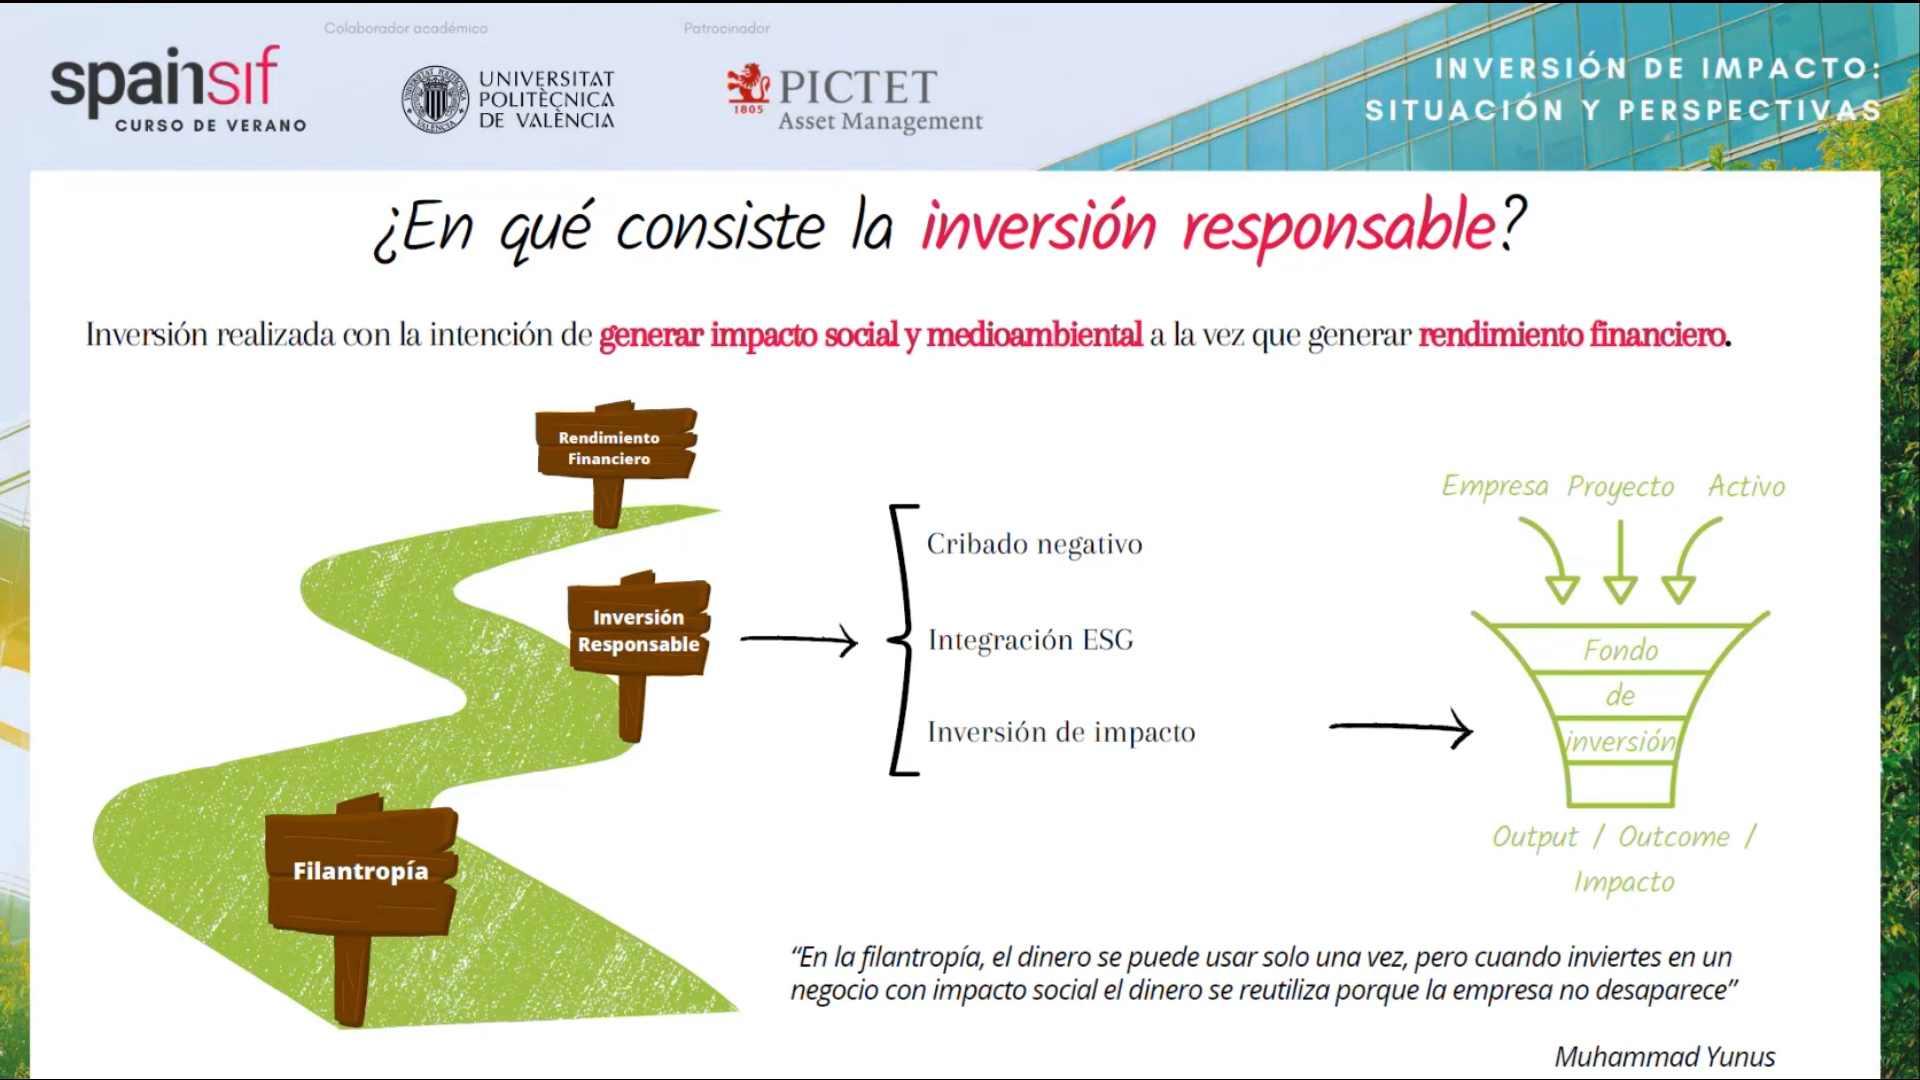 Colaborador académico
Patrocinador
spainsif
CURSO DE VERANO
UNIVERSITAT
POLITÈCNICA
DE VALÈNCIA
PICTET
1805
Asset Management
INVERSIÓN DE IMPACTO:
SITUACIÓN Y PERSPECTIVAS
¿En qué consiste la inversión responsable?
Inversión realizada con la intención de generar impacto social y medioambiental a la vez que generar rendimiento financiero.
Rendimiento
Financiero
Inversión
Responsable
Filantropía
Cribado negativo
Integración ESG
Inversión de impacto
Empresa Proyecto Activo
Fondo
de
inversión
Output / Outcome /
Impacto
“En la filantropía, el dinero se puede usar solo una vez, pero cuando inviertes en un
negocio con impacto social el dinero se reutiliza porque la empresa no desaparece”
Muhammad Yunus